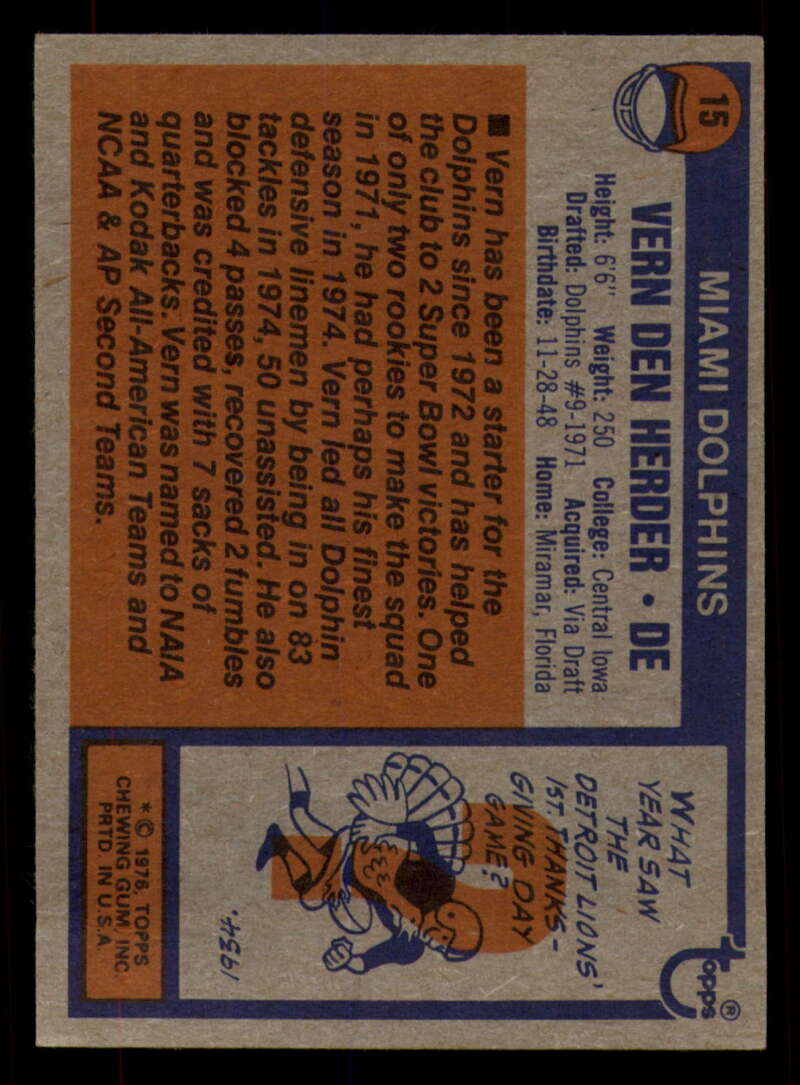 15
MIAMI DOLPHINS
VERN DEN HERDER • DE
Height: 6'6" Weight: 250 College: Central Iowa
Drafted: Dolphins #9-1971 Acquired: Via Draft
Birthdate: 11-28-48 Home: Miramar, Florida
■ Vern has been a starter for the
Dolphins since 1972 and has helped
the club to 2 Super Bowl victories. One
of only two rookies to make the squad
in 1971, he had perhaps his finest
season in 1974. Vern led all Dolphin
defensive linemen by being in on 83
tackles in 1974, 50 unassisted. He also
blocked 4 passes, recovered 2 fumbles
and was credited with 7 sacks of
quarterbacks. Vern was named to NAIA
and Kodak All-American Teams and
NCAA & AP Second Teams.
topps®
WHAT
YEAR SAW
THE
DETROIT LIONS'
1ST. THANKS-
GIVING DAY
GAME?
1934.
* © 1976, TOPPS
CHEWING GUM, INC.
PRTD. IN U.S.A.